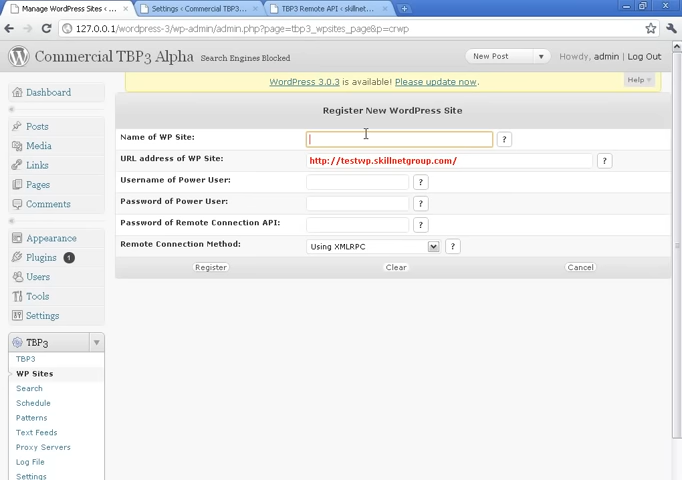 Manage WordPress Sites ‹ ...
Settings ‹ Commercial TBP3...
TBP3 Remote API ‹ skillnet...
127.0.0.1/wordpress-3/wp-admin/admin.php?page=tbp3_wpsites_page&p=crwp
Commercial TBP3 Alpha
Search Engines Blocked
New Post
Howdy, admin | Log Out
WordPress 3.0.3 is available! Please update now.
Help
Dashboard
Posts
Media
Links
Pages
Comments
Appearance
Plugins 1
Users
Tools
Settings
TBP3
TBP3
WP Sites
Search
Schedule
Patterns
Text Feeds
Proxy Servers
Log File
Settings
Register New WordPress Site
Name of WP Site: ?
URL address of WP Site: http://testwp.skillnetgroup.com/ ?
Username of Power User: ?
Password of Power User: ?
Password of Remote Connection API: ?
Remote Connection Method: Using XMLRPC ?
Register Clear Cancel